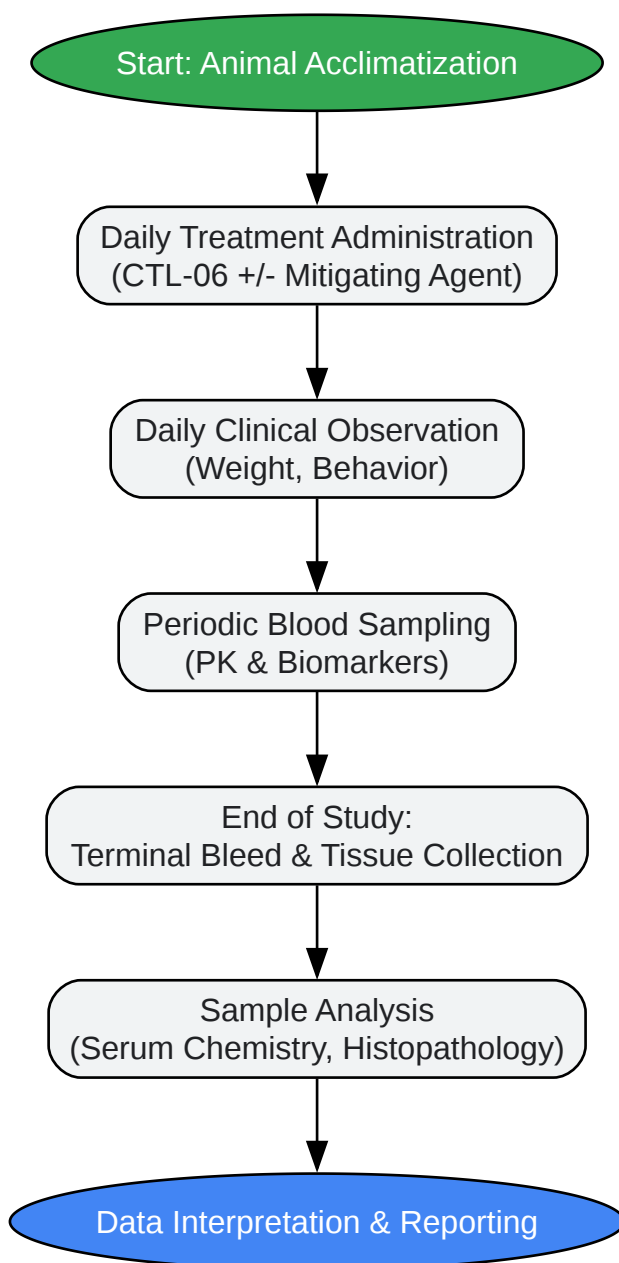 Start: Animal Acclimatization
Daily Treatment Administration
(CTL-06 +/- Mitigating Agent)
Daily Clinical Observation
(Weight, Behavior)
Periodic Blood Sampling
(PK & Biomarkers)
End of Study:
Terminal Bleed & Tissue Collection
Sample Analysis
(Serum Chemistry, Histopathology)
Data Interpretation & Reporting